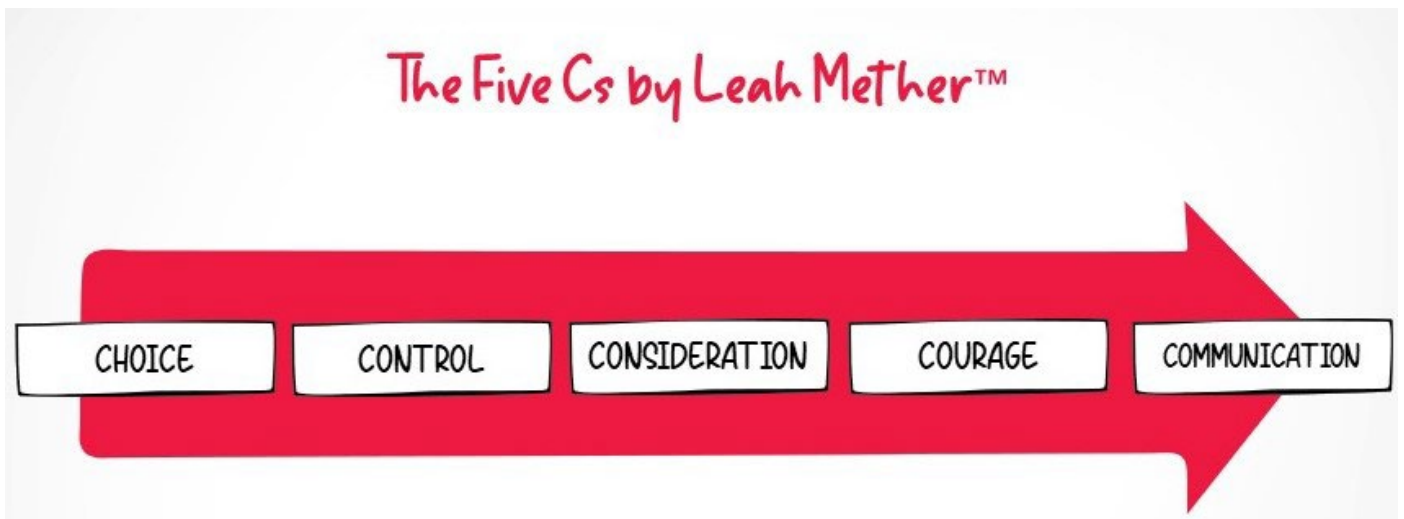 The Five Cs by Leah Mether™
CHOICE CONTROL CONSIDERATION COURAGE COMMUNICATION